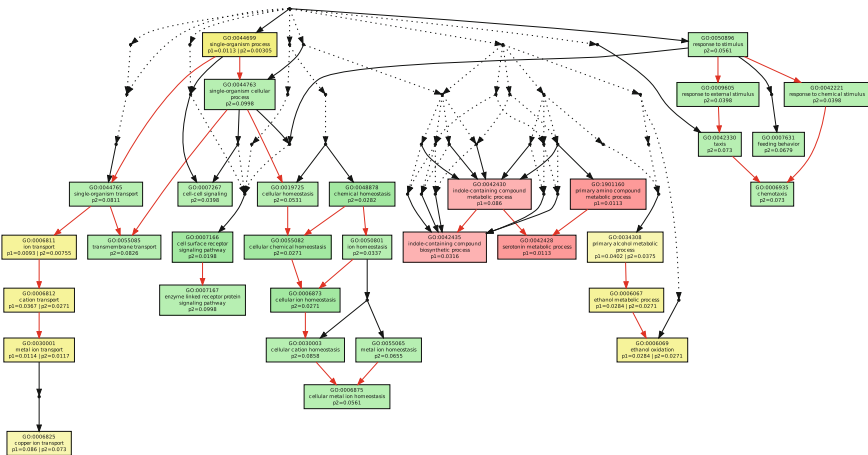 GO:0044699
single-organism process
p1=0.0113 | p2=0.00305
GO:0050896
response to stimulus
p2=0.0561
GO:0044763
single-organism cellular
process
p2=0.0998
GO:0009605
response to external stimulus
p2=0.0398
GO:0042221
response to chemical stimulus
p2=0.0398
GO:0042330
taxis
p2=0.073
GO:0007631
feeding behavior
p2=0.0679
GO:0044765
single-organism transport
p2=0.0811
GO:0007267
cell-cell signaling
p2=0.0398
GO:0019725
cellular homeostasis
p2=0.0531
GO:0048878
chemical homeostasis
p2=0.0282
GO:0042430
indole-containing compound
metabolic process
p1=0.086
GO:1901160
primary amino compound
metabolic process
p1=0.0113
GO:0006935
chemotaxis
p2=0.073
GO:0006811
ion transport
p1=0.0093 | p2=0.00755
GO:0055085
transmembrane transport
p2=0.0826
GO:0007166
cell surface receptor
signaling pathway
p2=0.0198
GO:0055082
cellular chemical homeostasis
p2=0.0271
GO:0050801
ion homeostasis
p2=0.0337
GO:0042435
indole-containing compound
biosynthetic process
p1=0.0316
GO:0042428
serotonin metabolic process
p1=0.0113
GO:0034308
primary alcohol metabolic
process
p1=0.0402 | p2=0.0375
GO:0006812
cation transport
p1=0.0367 | p2=0.0271
GO:0007167
enzyme linked receptor protein
signaling pathway
p2=0.0998
GO:0006873
cellular ion homeostasis
p2=0.0271
GO:0006067
ethanol metabolic process
p1=0.0284 | p2=0.0271
GO:0030001
metal ion transport
p1=0.0114 | p2=0.0117
GO:0030003
cellular cation homeostasis
p2=0.0858
GO:0055065
metal ion homeostasis
p2=0.0655
GO:0006069
ethanol oxidation
p1=0.0284 | p2=0.0271
GO:0006875
cellular metal ion homeostasis
p2=0.0561
GO:0006825
copper ion transport
p1=0.086 | p2=0.073